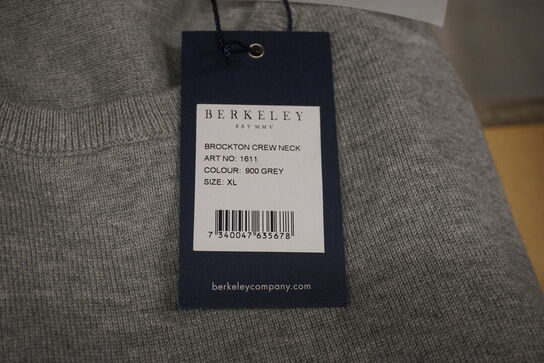 BERKELEY
EST MMV
BROCKTON CREW NECK
ART NO: 1611
COLOUR: 900 GREY
SIZE: XL
7 340047 635678
berkeleycompany.com